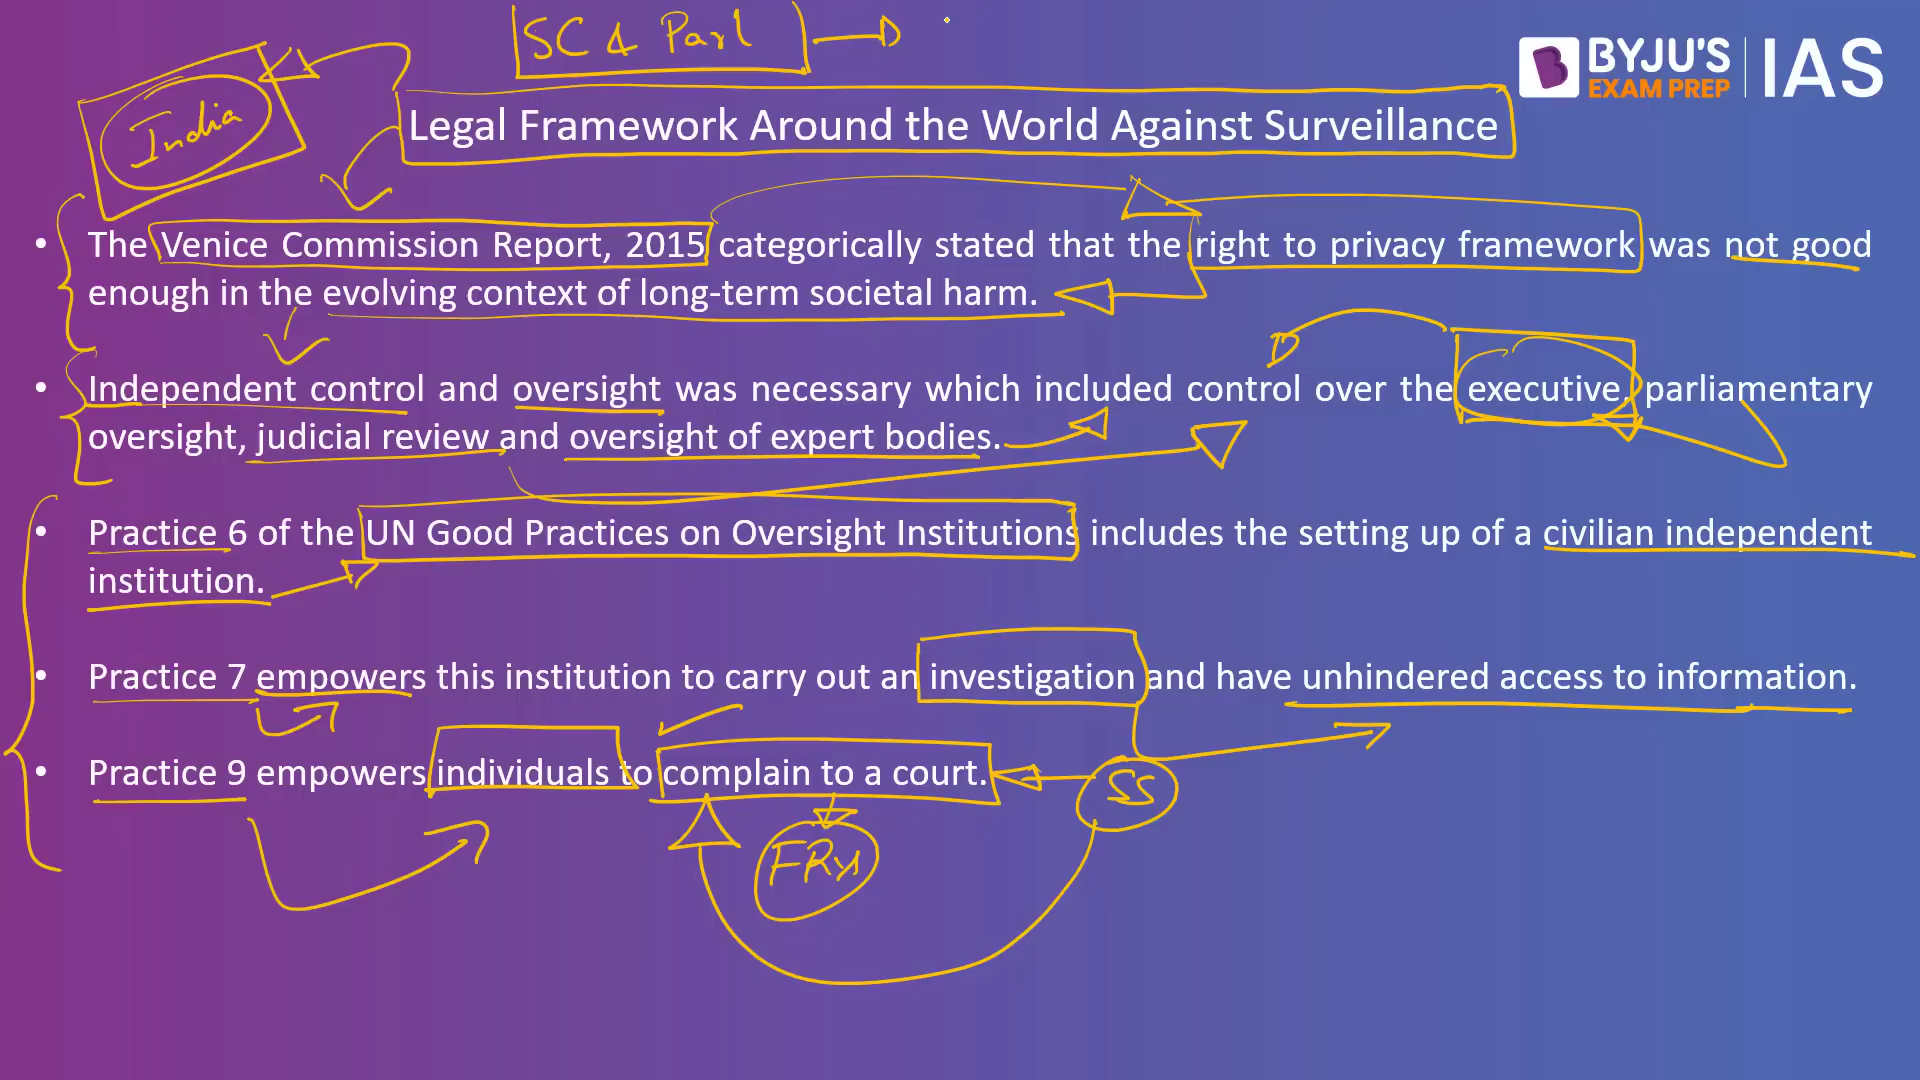 SC & Parl
BYJU'S
EXAM PREP
IAS
India
Legal Framework Around the World Against Surveillance
• The Venice Commission Report, 2015 categorically stated that the right to privacy framework was not good
enough in the evolving context of long-term societal harm.
• Independent control and oversight was necessary which included control over the executive, parliamentary
oversight, judicial review and oversight of expert bodies.
• Practice 6 of the UN Good Practices on Oversight Institutions includes the setting up of a civilian independent
institution.
• Practice 7 empowers this institution to carry out an investigation and have unhindered access to information.
• Practice 9 empowers individuals to complain to a court.
SS